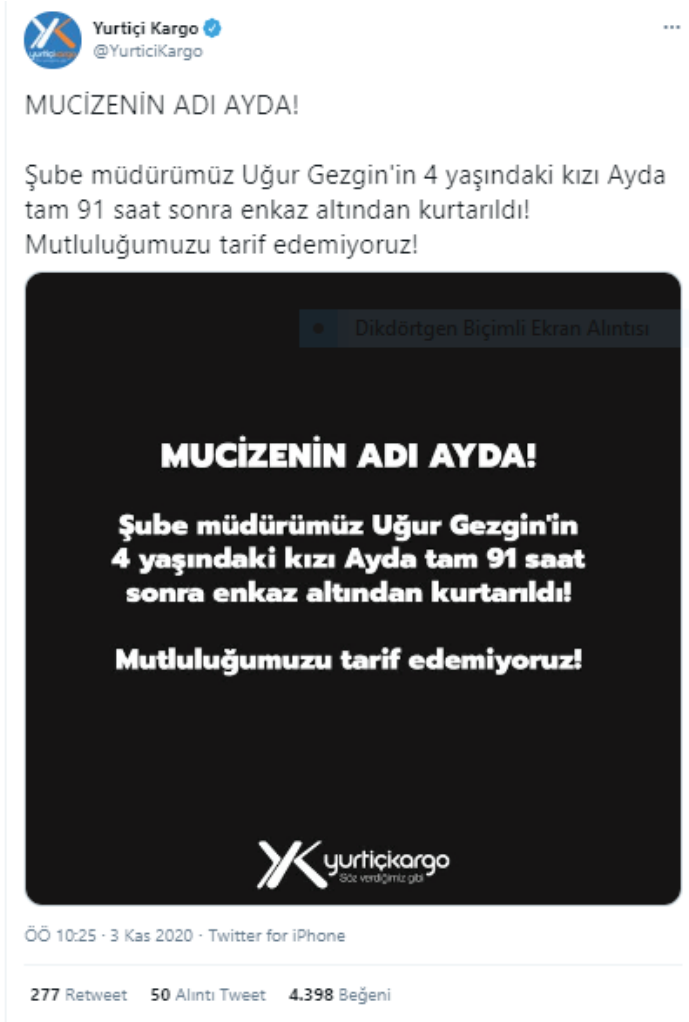 Yurtiçi Kargo
@YurticiKargo
MUCİZENİN ADI AYDA!
Şube müdürümüz Uğur Gezgin'in 4 yaşındaki kızı Ayda
tam 91 saat sonra enkaz altından kurtarıldı!
Mutluluğumuzu tarif edemiyoruz!
Dikdörtgen Biçimli Ekran Alıntısı
MUCİZENİN ADI AYDA!
Şube müdürümüz Uğur Gezgin'in
4 yaşındaki kızı Ayda tam 91 saat
sonra enkaz altından kurtarıldı!
Mutluluğumuzu tarif edemiyoruz!
yurtiçikargo
Söz verdiğimiz gibi
ÖÖ 10:25 · 3 Kas 2020 · Twitter for iPhone
277 Retweet 50 Alıntı Tweet 4.398 Beğeni